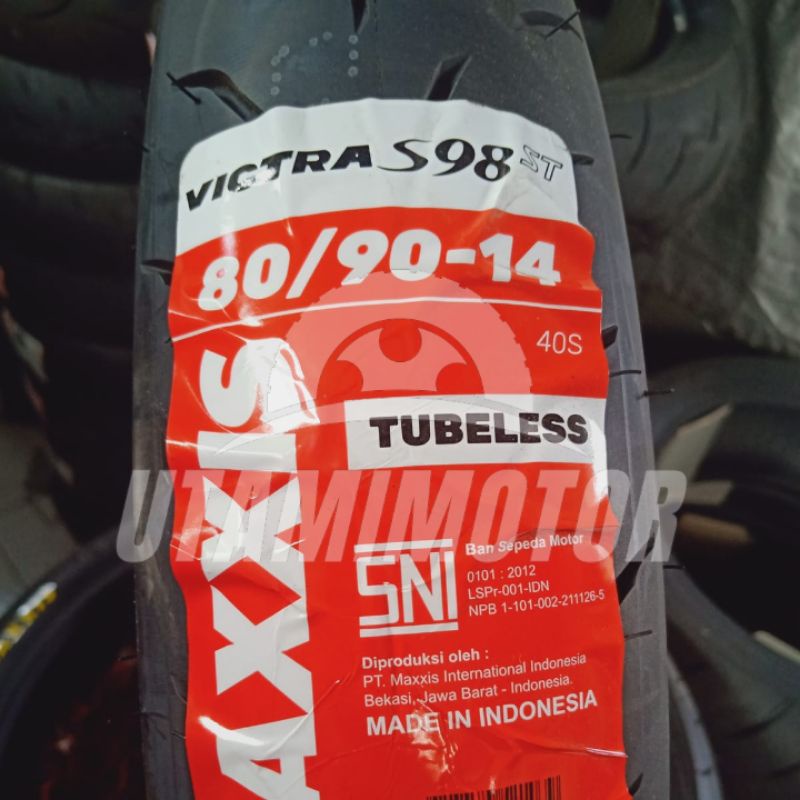 VICTRA S98 ST
80/90-14
40S
AXXIS
TUBELESS
UTAMIMOTOR
SNI
Ban Sepeda Motor
0101 : 2012
LSPr-001-IDN
NPB 1-101-002-211126-5
Diproduksi oleh :
PT. Maxxis International Indonesia
Bekasi, Jawa Barat - Indonesia.
MADE IN INDONESIA